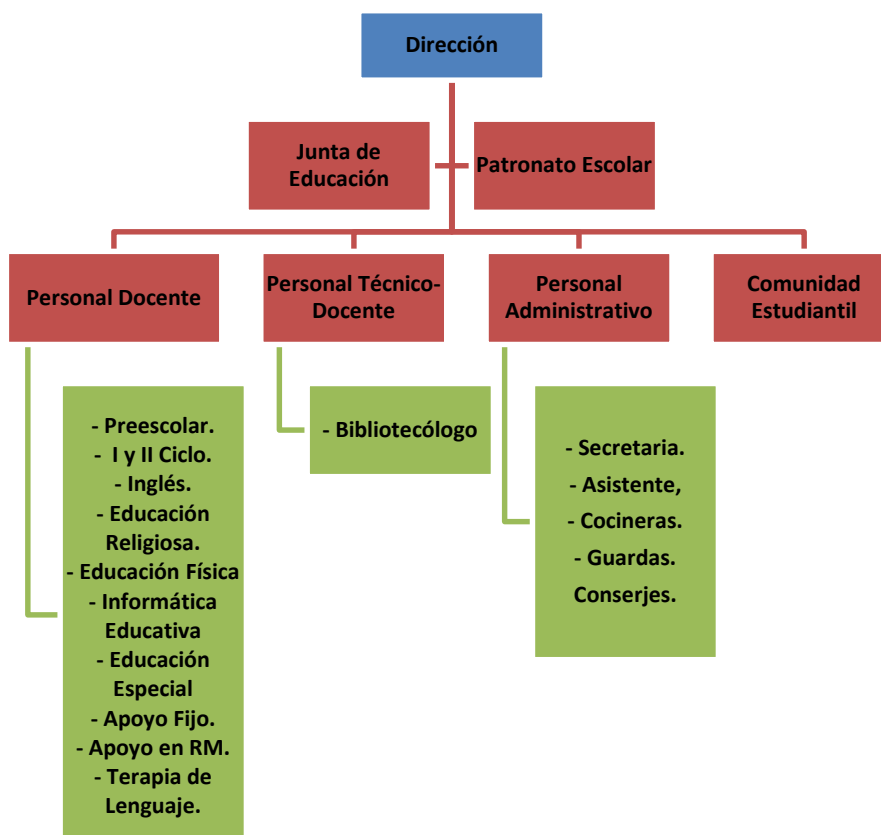 Dirección
Junta de
Educación
Patronato Escolar
Personal Docente
Personal Técnico-
Docente
Personal
Administrativo
Comunidad
Estudiantil
- Preescolar.
- I y II Ciclo.
- Inglés.
- Educación
Religiosa.
- Educación Física
- Informática
Educativa
- Educación
Especial
- Apoyo Fijo.
- Apoyo en RM.
- Terapia de
Lenguaje.
- Bibliotecólogo
- Secretaria.
- Asistente,
- Cocineras.
- Guardas.
Conserjes.